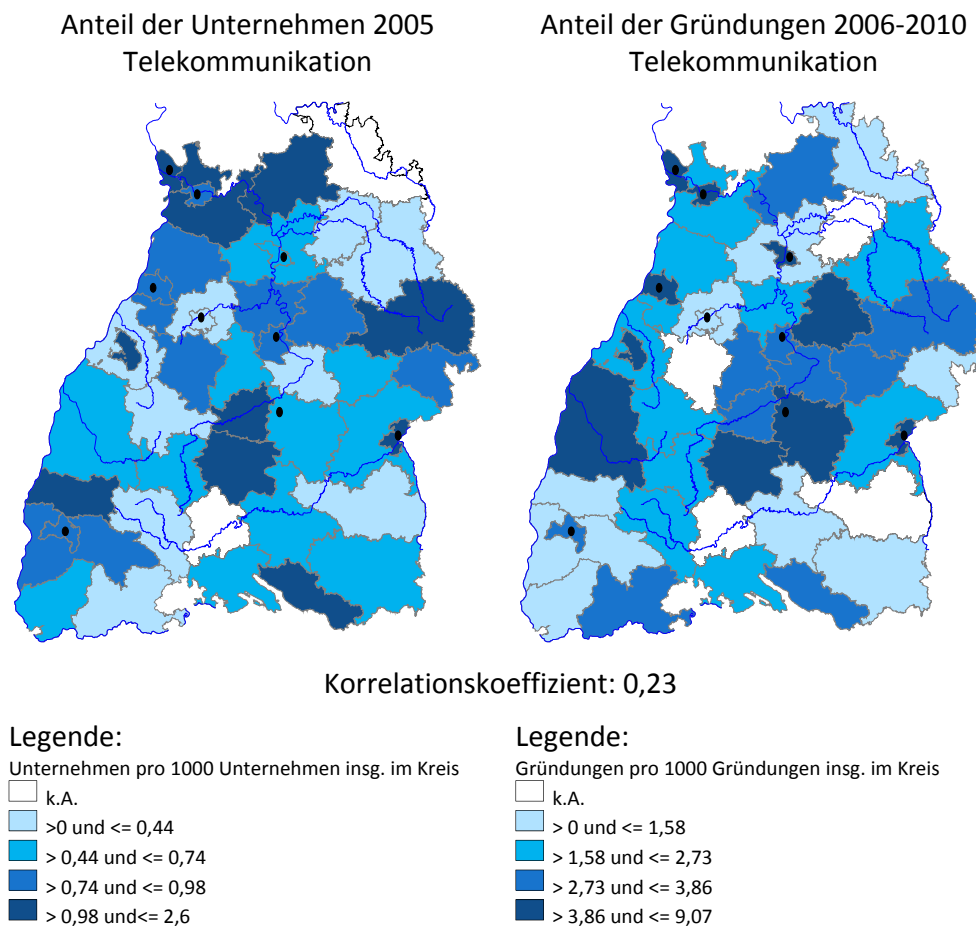 Anteil der Unternehmen 2005
Telekommunikation
Anteil der Gründungen 2006-2010
Telekommunikation
Korrelationskoeffizient: 0,23
Legende:
Unternehmen pro 1000 Unternehmen insg. im Kreis
k.A.
>0 und <= 0,44
> 0,44 und <= 0,74
> 0,74 und <= 0,98
> 0,98 und<= 2,6
Legende:
Gründungen pro 1000 Gründungen insg. im Kreis
k.A.
> 0 und <= 1,58
> 1,58 und <= 2,73
> 2,73 und <= 3,86
> 3,86 und <= 9,07